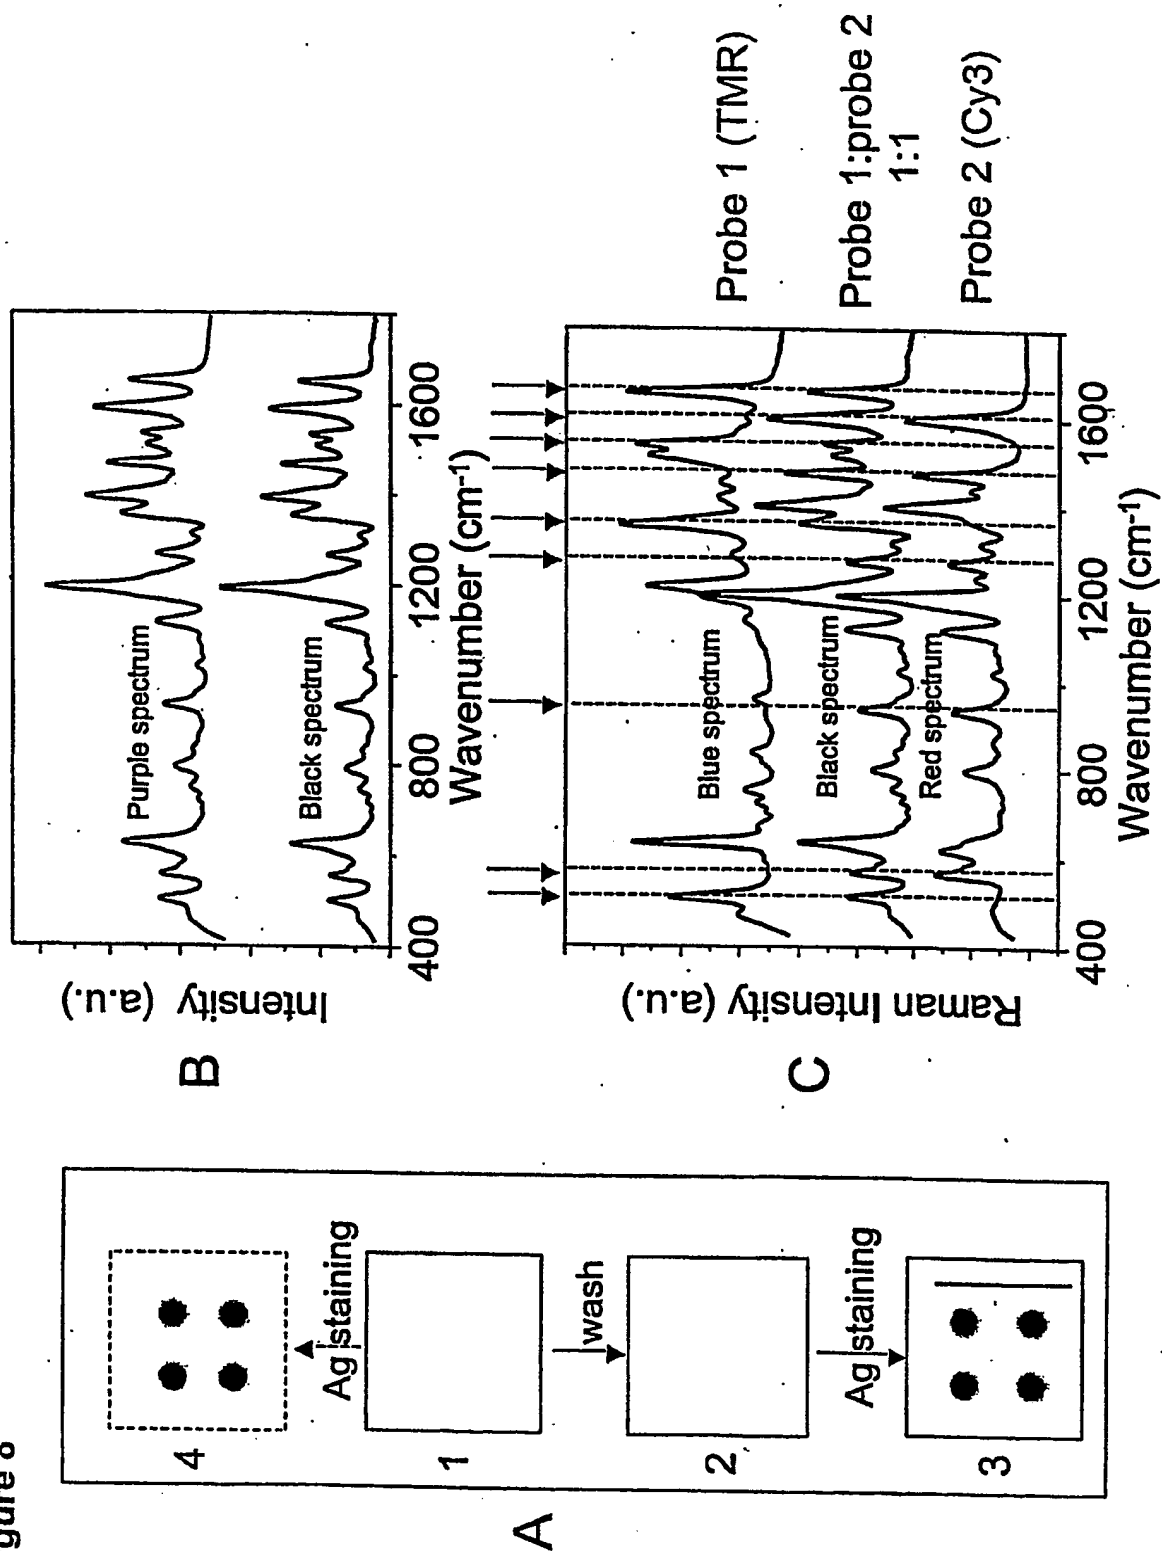 gure 8
A
4
Ag staining
1
wash
2
Ag staining
3
B
Intensity (a.u.)
Purple spectrum
Black spectrum
400
800
1200
1600
Wavenumber (cm-1)
C
Raman Intensity (a.u.)
Blue spectrum
Black spectrum
Red spectrum
Probe 1 (TMR)
Probe 1:probe 2
1:1
Probe 2 (Cy3)
400
800
1200
1600
Wavenumber (cm-1)